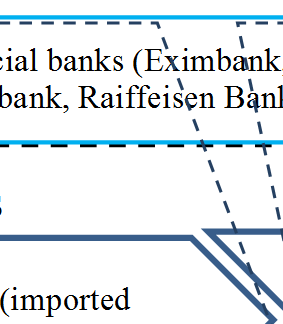 cial banks (Eximbank,
bank, Raiffeisen Bank
(imported